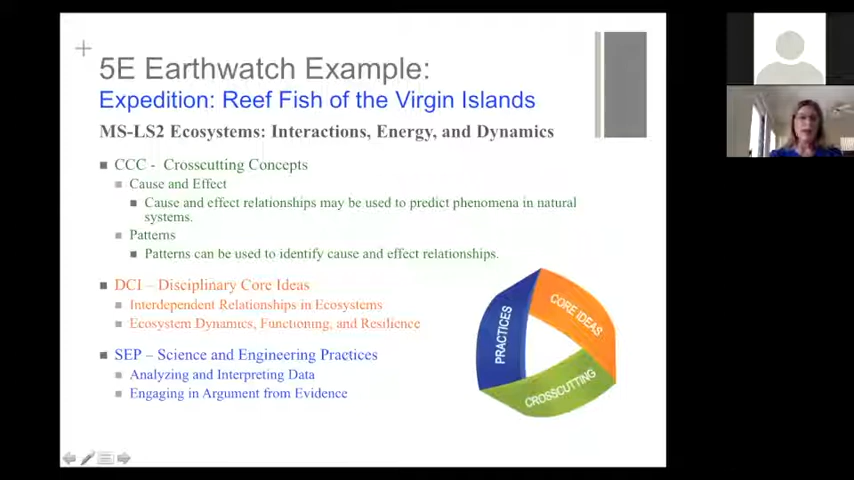 5E Earthwatch Example:
Expedition: Reef Fish of the Virgin Islands
MS-LS2 Ecosystems: Interactions, Energy, and Dynamics
CCC - Crosscutting Concepts
Cause and Effect
Cause and effect relationships may be used to predict phenomena in natural
systems.
Patterns
Patterns can be used to identify cause and effect relationships.
DCI – Disciplinary Core Ideas
Interdependent Relationships in Ecosystems
Ecosystem Dynamics, Functioning, and Resilience
SEP – Science and Engineering Practices
Analyzing and Interpreting Data
Engaging in Argument from Evidence
PRACTICES
CORE IDEAS
CROSSCUTTING